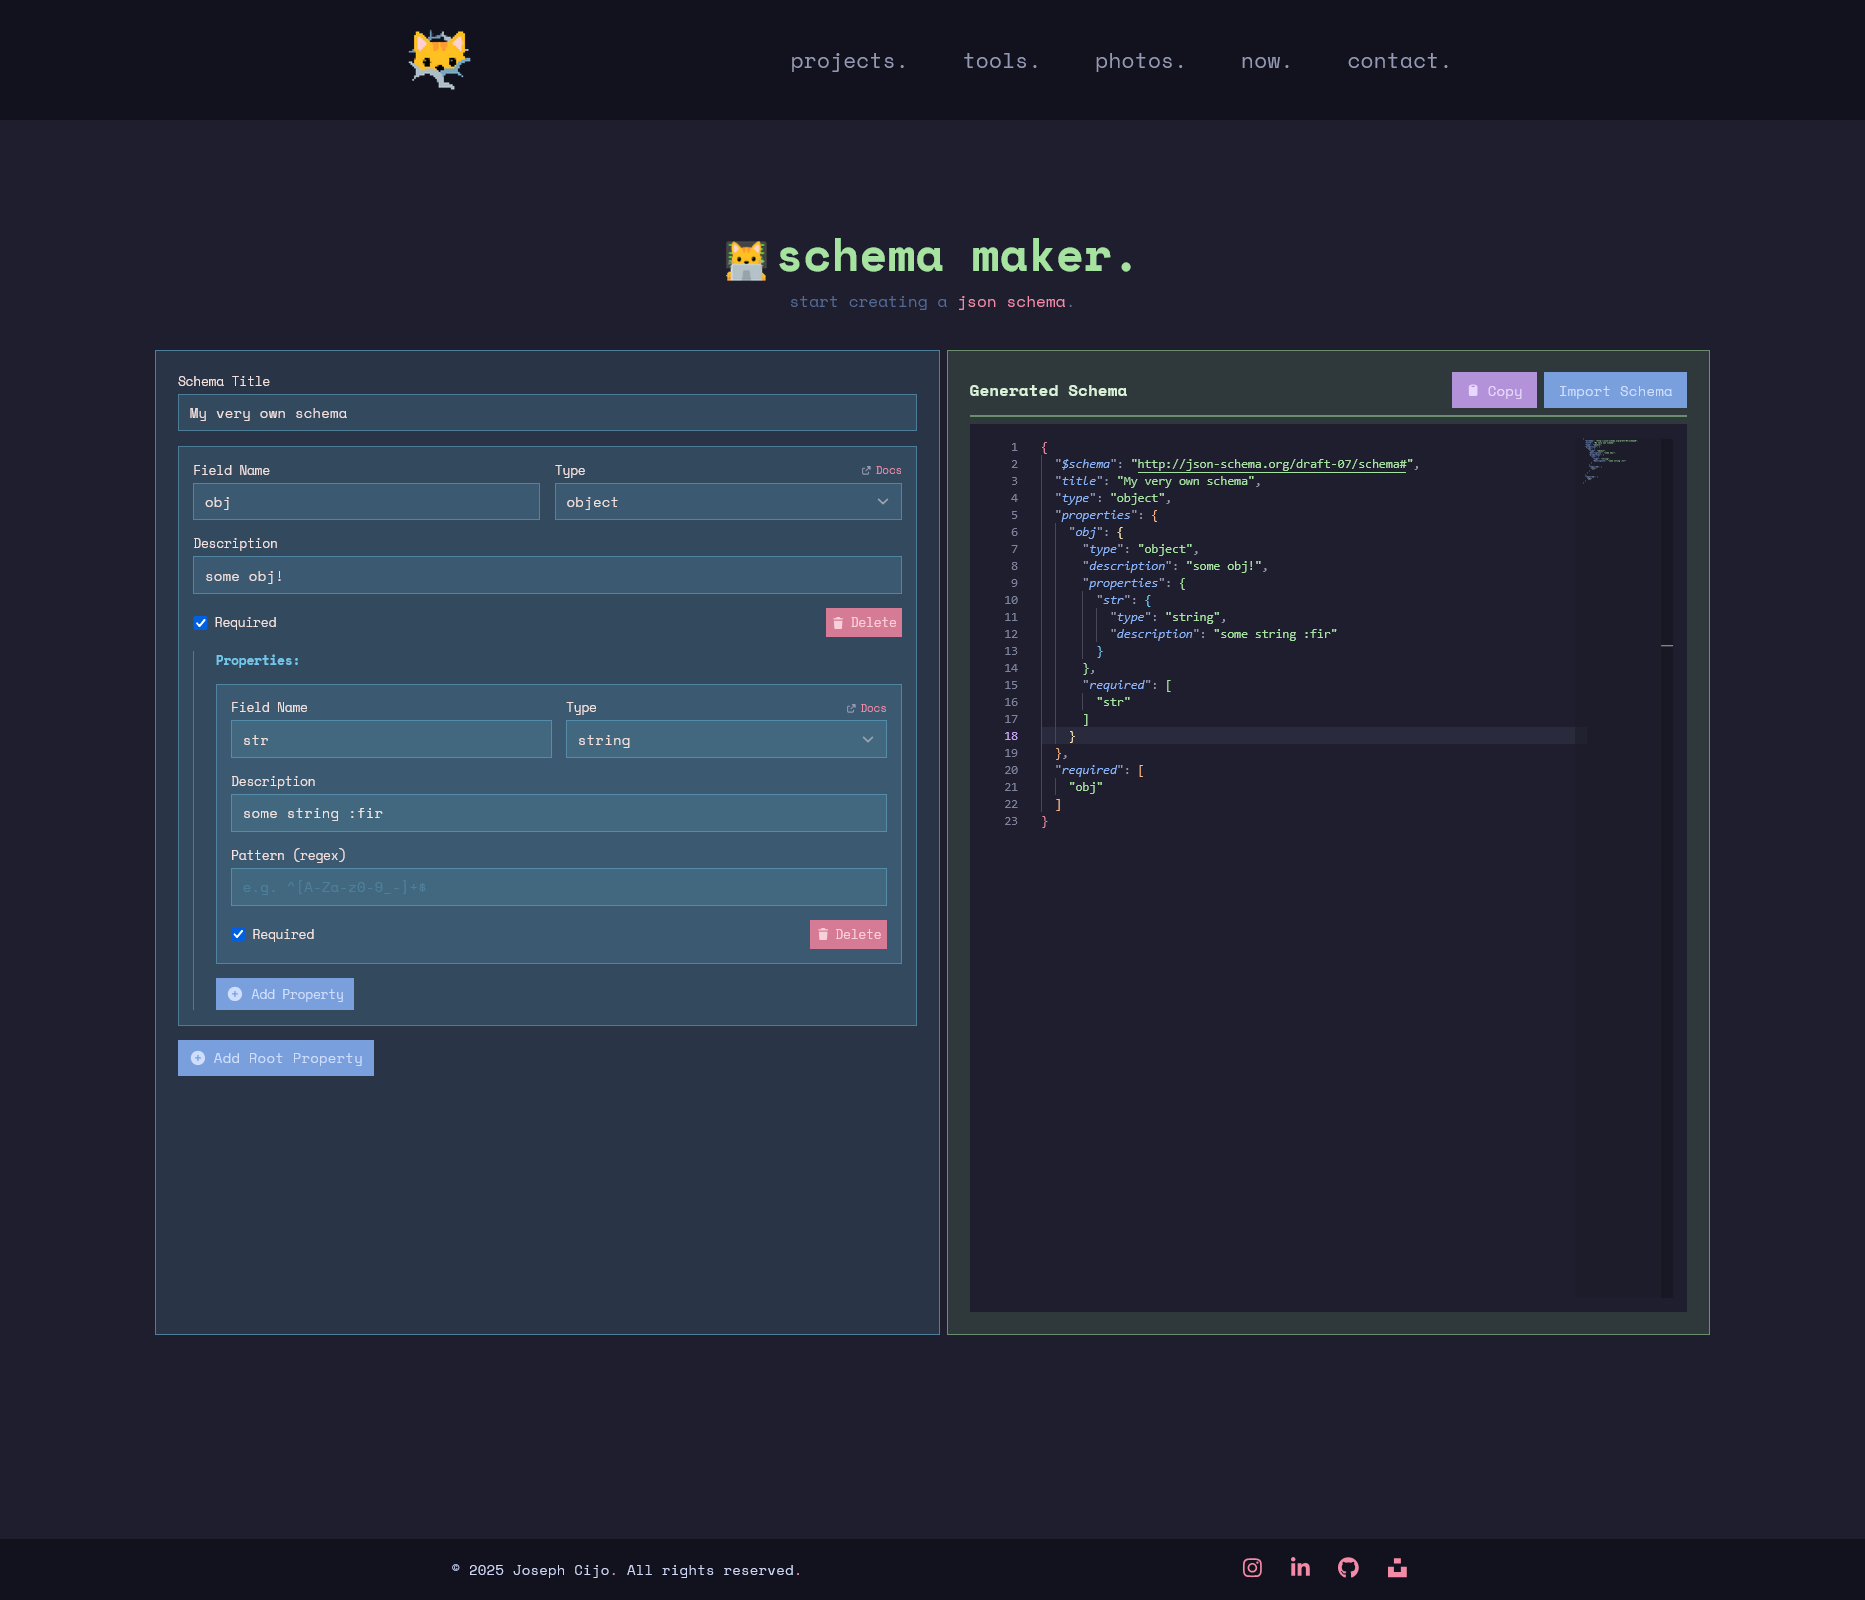 projects. tools. photos. now. contact.
schema maker.
start creating a json schema.
Schema Title
My very own schema
Field Name
Type
Docs
obj
object
Description
some obj!
Required
Delete
Properties:
Field Name
Type
Docs
str
string
Description
some string :fir
Pattern (regex)
e.g. ^[A-Za-z0-9_-]+$
Required
Delete
Add Property
Add Root Property
Generated Schema
Copy
Import Schema
1 {
2 "$schema": "http://json-schema.org/draft-07/schema#",
3 "title": "My very own schema",
4 "type": "object",
5 "properties": {
6 "obj": {
7 "type": "object",
8 "description": "some obj!",
9 "properties": {
10 "str": {
11 "type": "string",
12 "description": "some string :fir"
13 }
14 },
15 "required": [
16 "str"
17 ]
18 }
19 },
20 "required": [
21 "obj"
22 ]
23 }
© 2025 Joseph Cijo. All rights reserved.